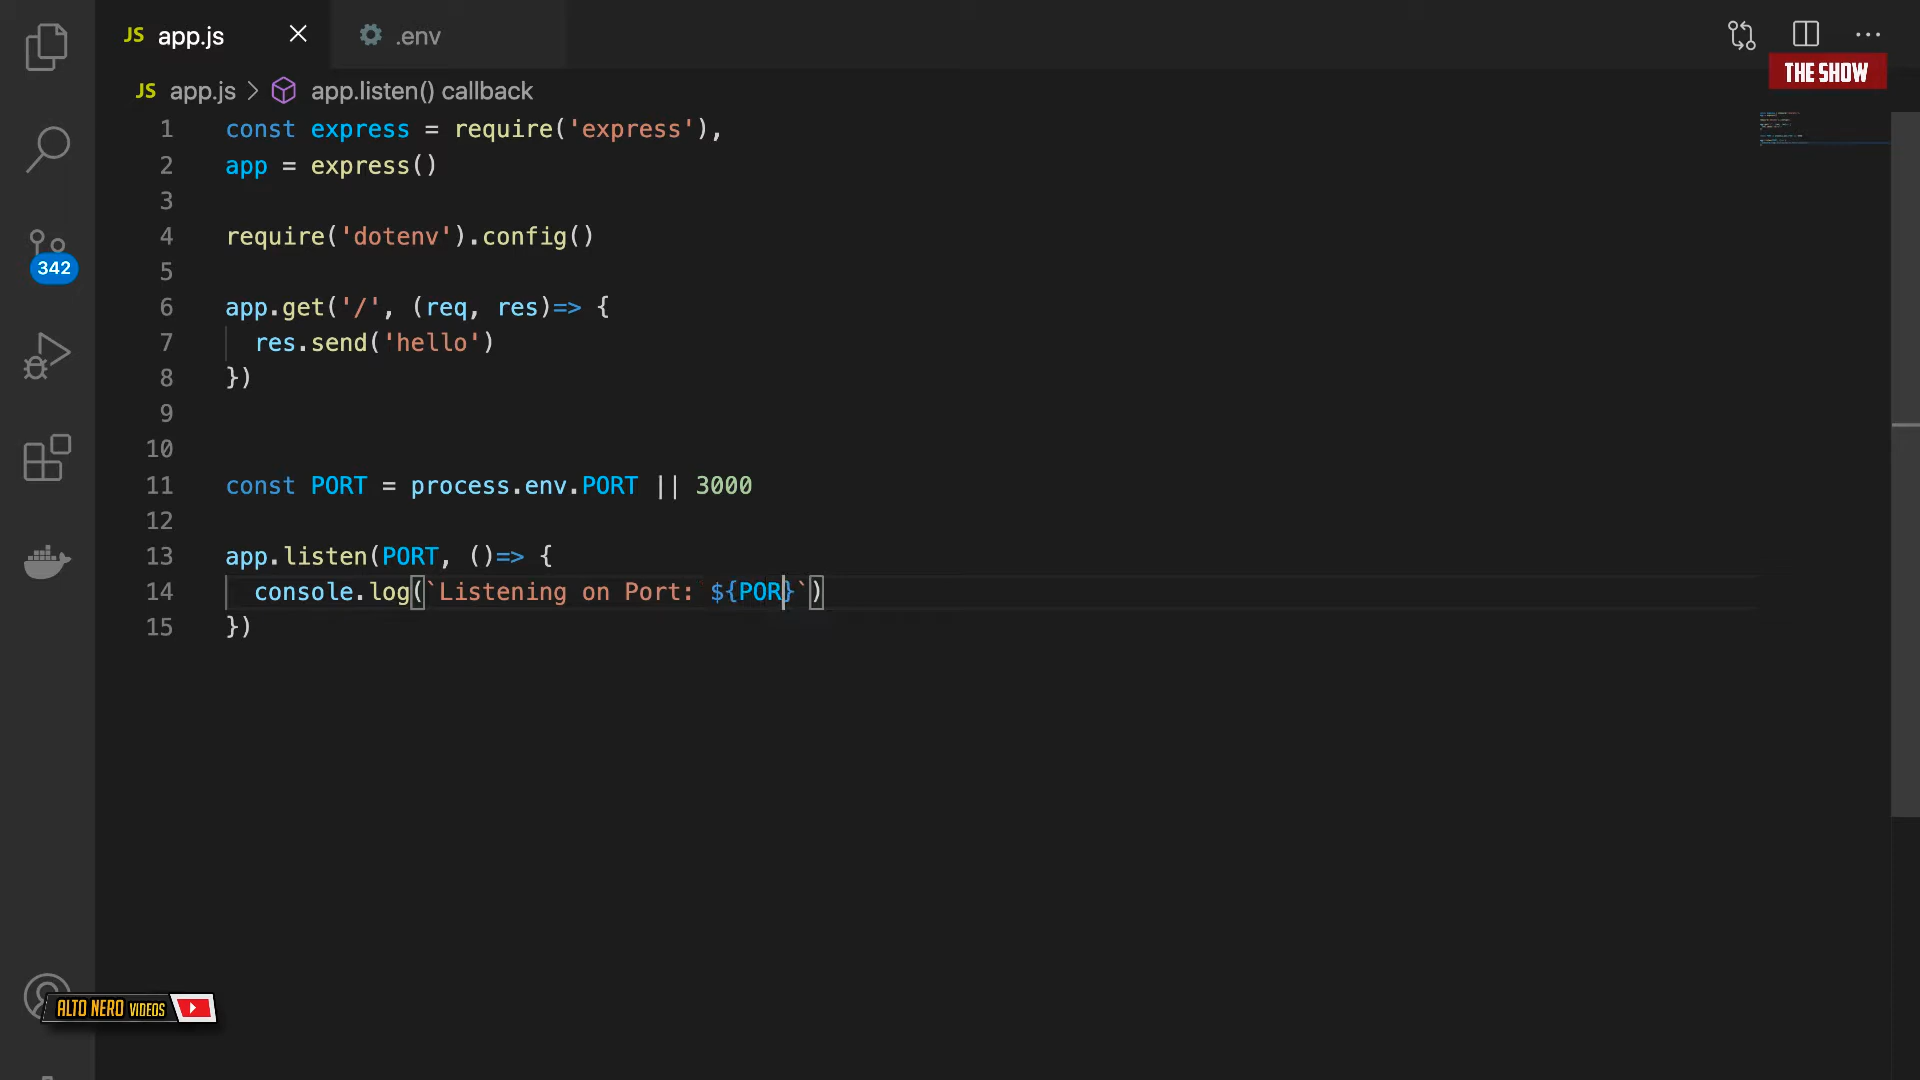 JS app.js
.env
THE SHOW
JS app.js > app.listen() callback
1 const express = require('express'),
2 app = express()
3
4 require('dotenv').config()
5
6 app.get('/', (req, res)=> {
7 res.send('hello')
8 })
9
10
11 const PORT = process.env.PORT || 3000
12
13 app.listen(PORT, ()=> {
14 console.log(`Listening on Port: ${POR}`)
15 })
342
ALTO NERO VIDEOS